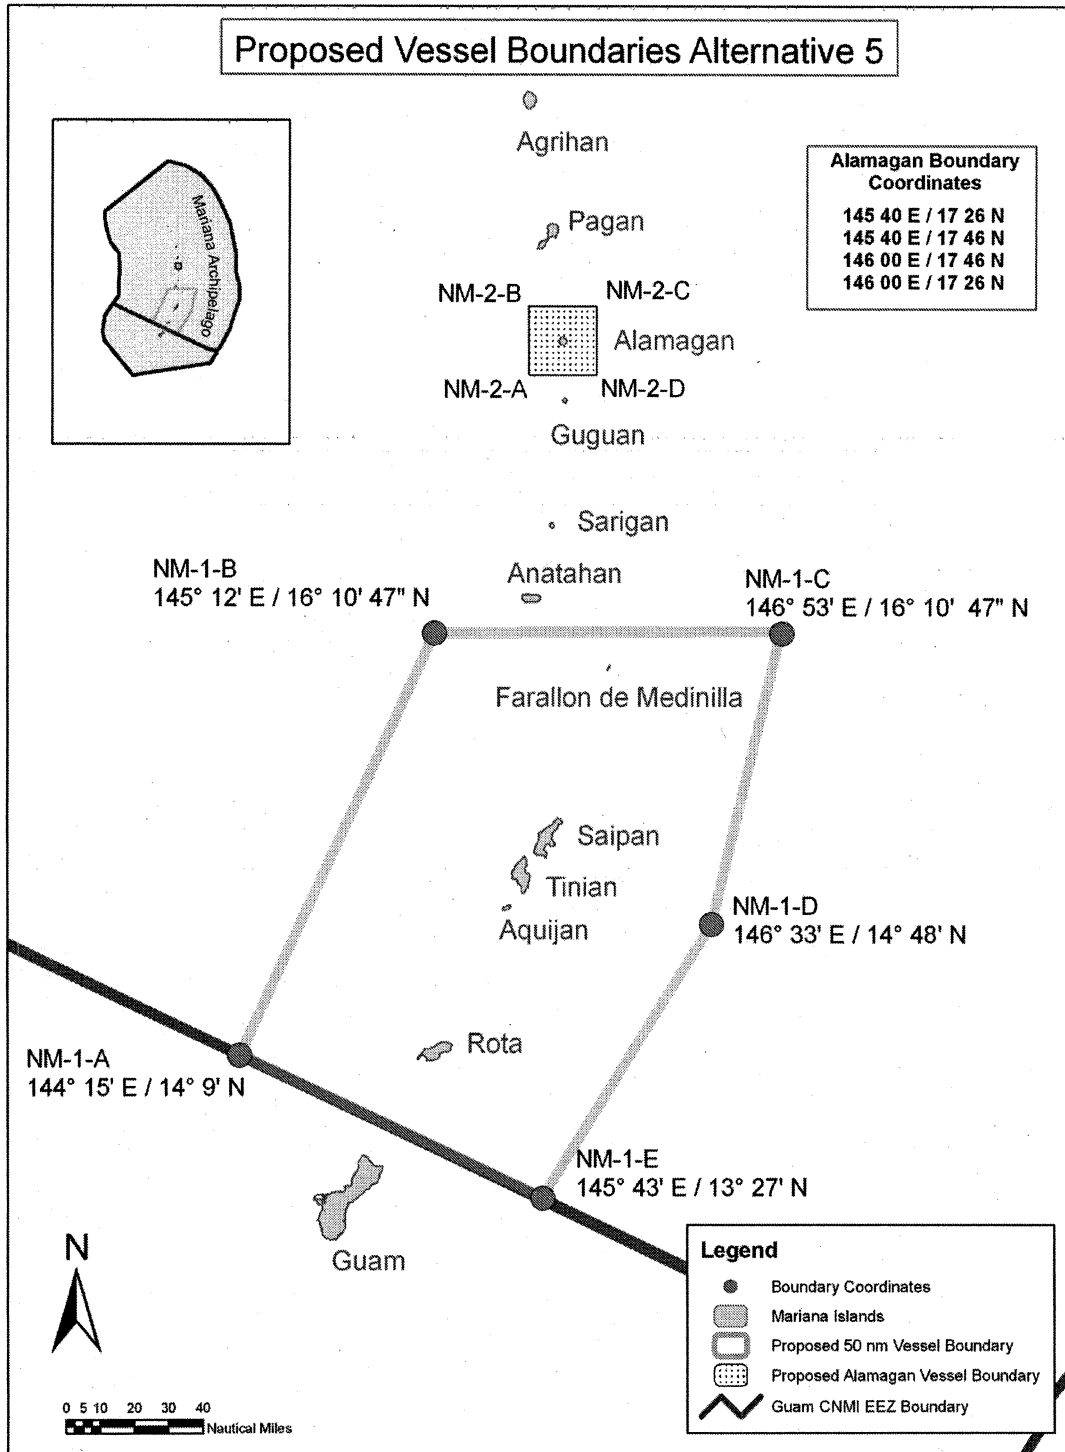 Proposed Vessel Boundaries Alternative 5
Agrihan
Mariana Archipelago
Alamagan Boundary
Coordinates
145 40 E / 17 26 N
145 40 E / 17 46 N
146 00 E / 17 46 N
146 00 E / 17 26 N
Pagan
NM-2-B
NM-2-C
Alamagan
NM-2-A
NM-2-D
Guguan
Sarigan
Anatahan
NM-1-B
145° 12' E / 16° 10' 47" N
NM-1-C
146° 53' E / 16° 10' 47" N
Farallon de Medinilla
Saipan
Tinian
Aquijan
NM-1-D
146° 33' E / 14° 48' N
Rota
NM-1-A
144° 15' E / 14° 9' N
NM-1-E
145° 43' E / 13° 27' N
Guam
N
0 5 10 20 30 40
Nautical Miles
Legend
Boundary Coordinates
Mariana Islands
Proposed 50 nm Vessel Boundary
Proposed Alamagan Vessel Boundary
Guam CNMI EEZ Boundary